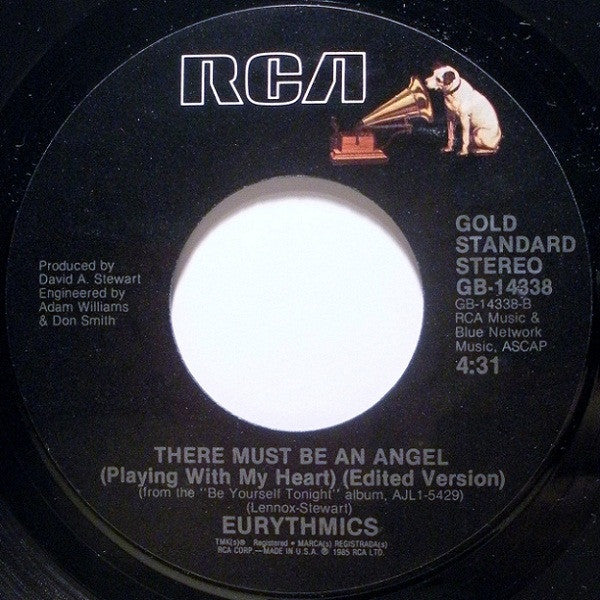 RCA
GOLD
STANDARD
STEREO
GB-14338
GB-14338-B
RCA Music &
Blue Network
Music, ASCAP
4:31
Produced by
David A. Stewart
Engineered by
Adam Williams
& Don Smith
THERE MUST BE AN ANGEL
(Playing With My Heart) (Edited Version)
(from the "Be Yourself Tonight" album, AJL1-5429)
(Lennox-Stewart)
EURYTHMICS
TMK(s)® Registered • MARCA(s) REGISTRADA(s)
RCA CORP.—MADE IN U.S.A. ℗ 1985 RCA LTD.